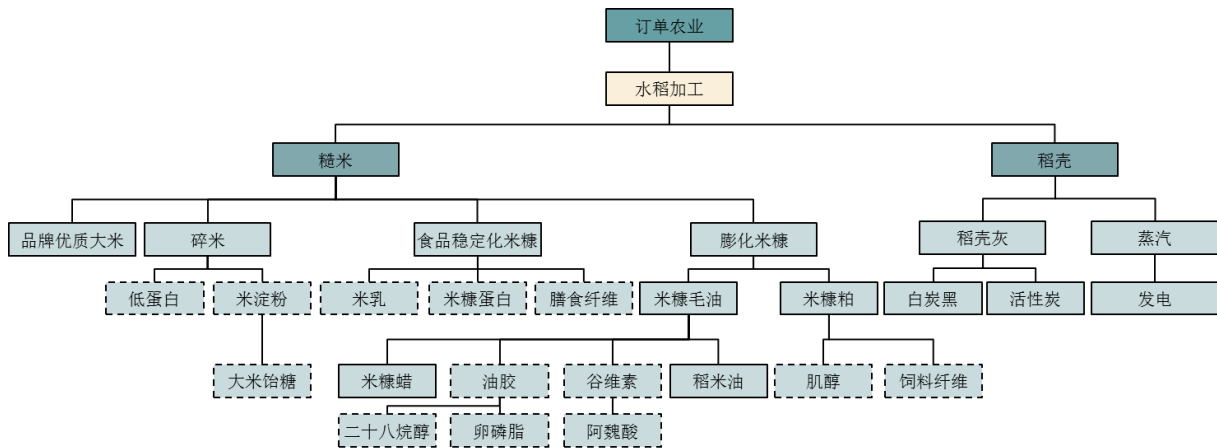 订单农业
水稻加工
糙米
稻壳
品牌优质大米
碎米
食品稳定化米糠
膨化米糠
稻壳灰
蒸汽
低蛋白
米淀粉
米乳
米糠蛋白
膳食纤维
米糠毛油
米糠粕
白炭黑
活性炭
发电
大米饴糖
米糠蜡
油胶
谷维素
稻米油
肌醇
饲料纤维
二十八烷醇
卵磷脂
阿魏酸